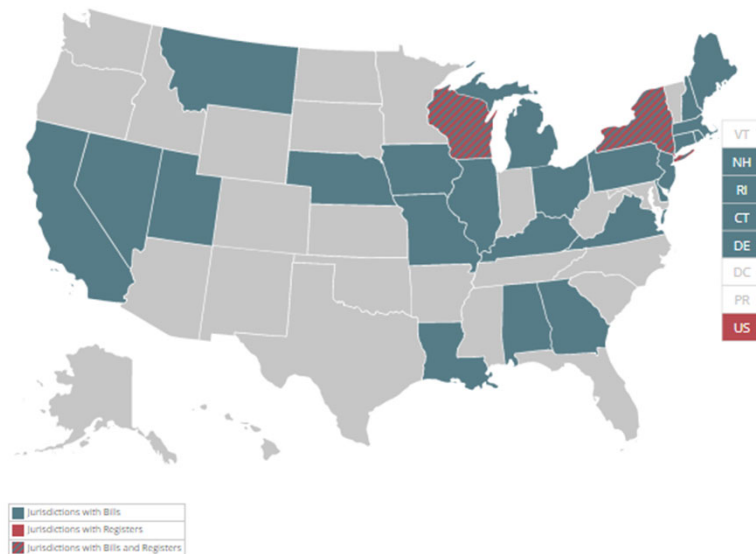 VT
NH
RI
CT
DE
DC
PR
US
Jurisdictions with Bills
Jurisdictions with Registers
Jurisdictions with Bills and Registers